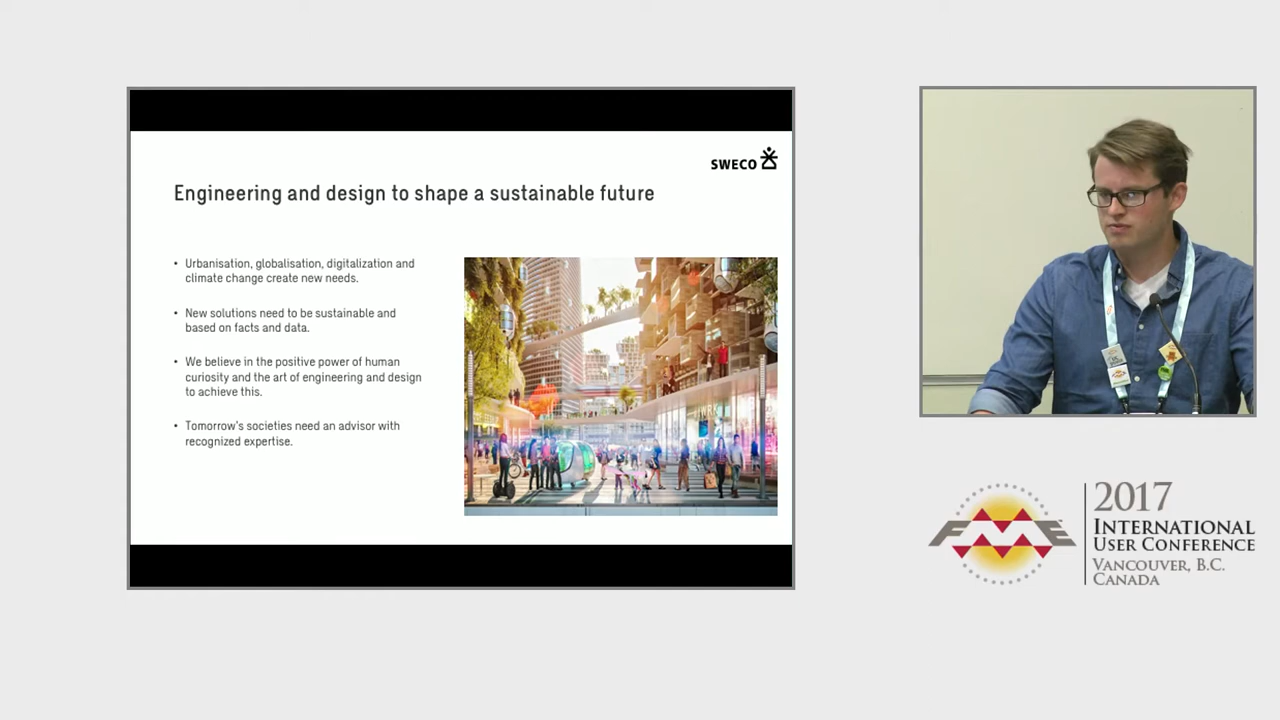 SWECO
Engineering and design to shape a sustainable future
• Urbanisation, globalisation, digitalization and
climate change create new needs.
• New solutions need to be sustainable and
based on facts and data.
• We believe in the positive power of human
curiosity and the art of engineering and design
to achieve this.
• Tomorrow's societies need an advisor with
recognized expertise.
FME
2017
INTERNATIONAL
USER CONFERENCE
VANCOUVER, B.C.
CANADA